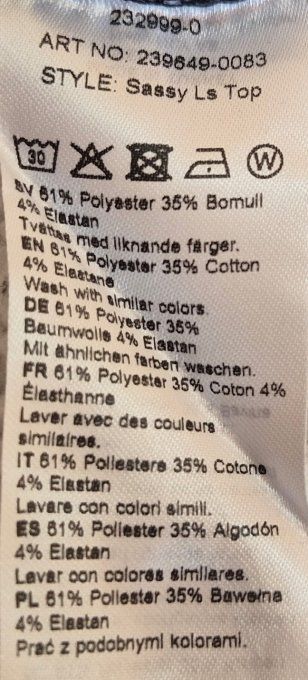 232999-0
ART NO: 239649-0083
STYLE: Sassy Ls Top
30 W
SV 61% Polyester 35% Bomull
4% Elastan
Tvättas med liknande färger.
EN 61% Polyester 35% Cotton
4% Elastane
Wash with similar colors.
DE 61% Polyester 35%
Baumwolle 4% Elastan
Mit ähnlichen farben waschen.
FR 61% Polyester 35% Coton 4%
Élasthanne
Laver avec des couleurs
similaires.
IT 61% Poliestere 35% Cotone
4% Elastan
Lavare con colori simili.
ES 61% Poliester 35% Algodón
4% Elastan
Lavar con colores similares.
PL 61% Poliester 35% Bawełna
4% Elastan
Prać z podobnymi kolorami.